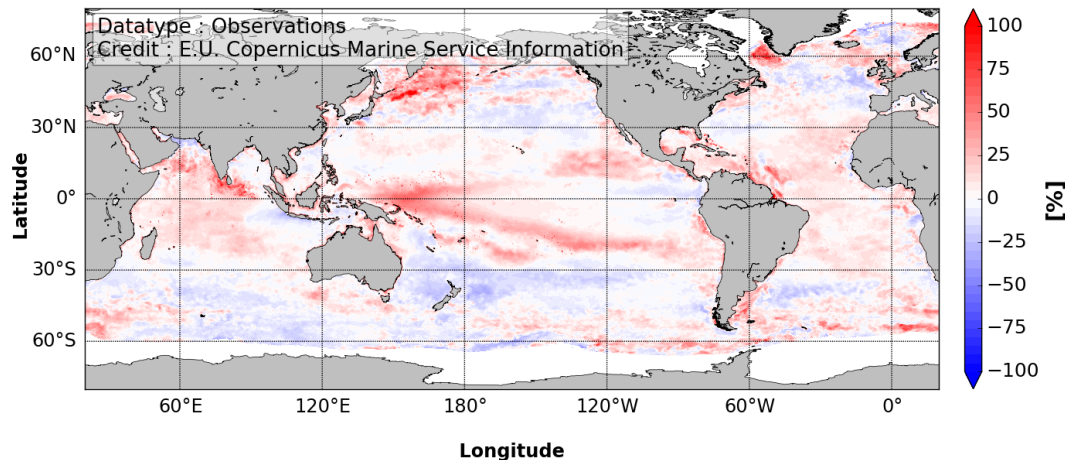 Datatype : Observations
Credit : E.U. Copernicus Marine Service Information
60°N
30°N
0°
30°S
60°S
Latitude
60°E
120°E
180°
120°W
60°W
0°
Longitude
100
75
50
25
0
−25
−50
−75
−100
[%]